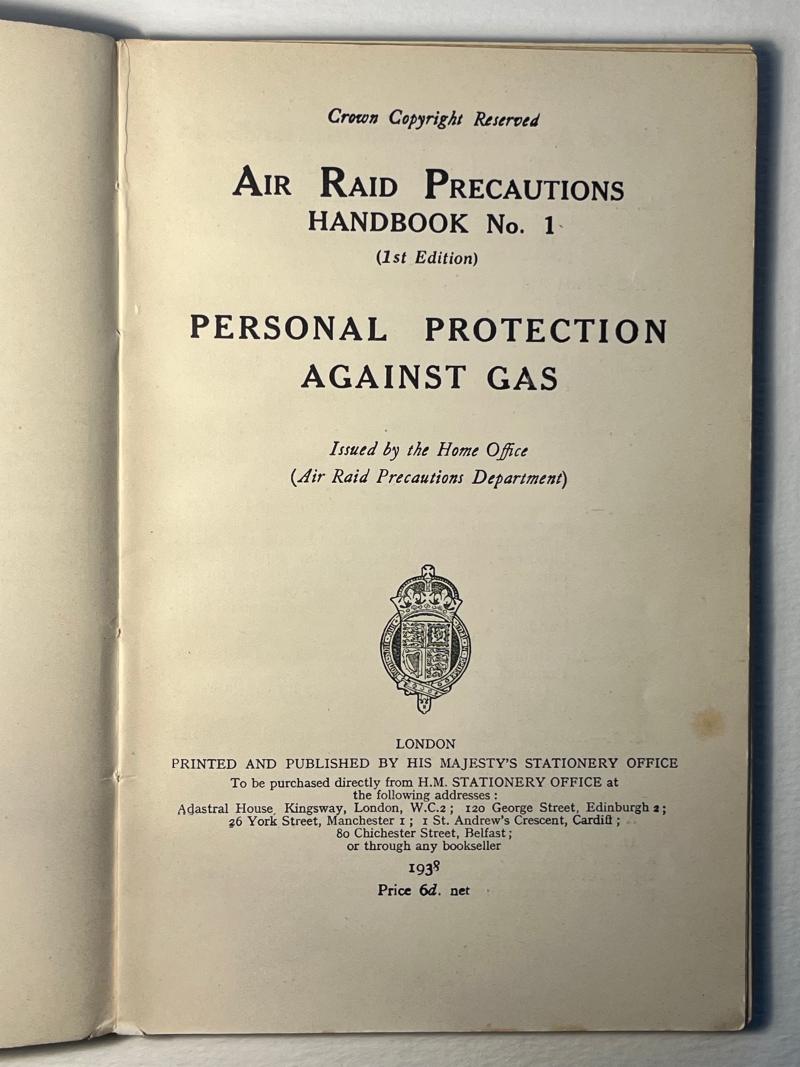 Crown Copyright Reserved
AIR RAID PRECAUTIONS
HANDBOOK No. 1
(1st Edition)
PERSONAL PROTECTION
AGAINST GAS
Issued by the Home Office
(Air Raid Precautions Department)
LONDON
PRINTED AND PUBLISHED BY HIS MAJESTY'S STATIONERY OFFICE
To be purchased directly from H.M. STATIONERY OFFICE at
the following addresses :
Adastral House, Kingsway, London, W.C.2 ; 120 George Street, Edinburgh 2 ;
26 York Street, Manchester 1 ; 1 St. Andrew's Crescent, Cardiff ;
80 Chichester Street, Belfast ;
or through any bookseller
1938
Price 6d. net